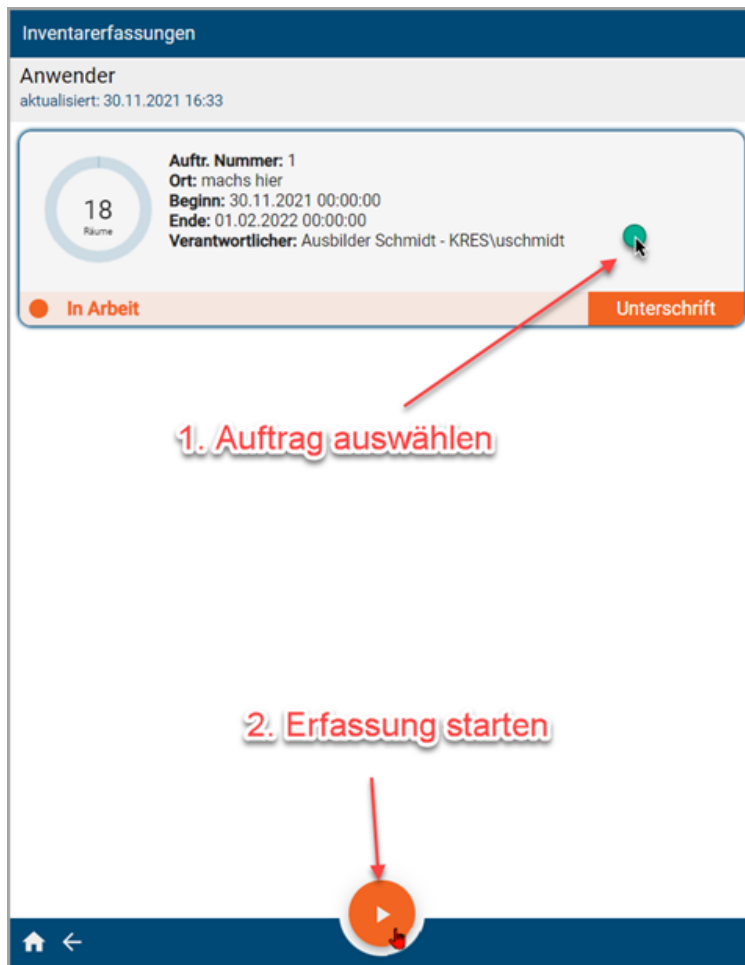 Inventarerfassungen
Anwender
aktualisiert: 30.11.2021 16:33
18
Räume
Auftr. Nummer: 1
Ort: machs hier
Beginn: 30.11.2021 00:00:00
Ende: 01.02.2022 00:00:00
Verantwortlicher: Ausbilder Schmidt - KRES\uschmidt
In Arbeit
Unterschrift
1. Auftrag auswählen
2. Erfassung starten